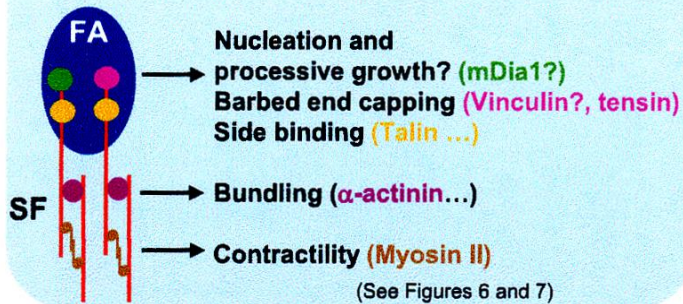 FA
Nucleation and
processive growth? (mDia1?)
Barbed end capping (Vinculin?, tensin)
Side binding (Talin ...)
SF
Bundling (α-actinin...)
Contractility (Myosin II)
(See Figures 6 and 7)